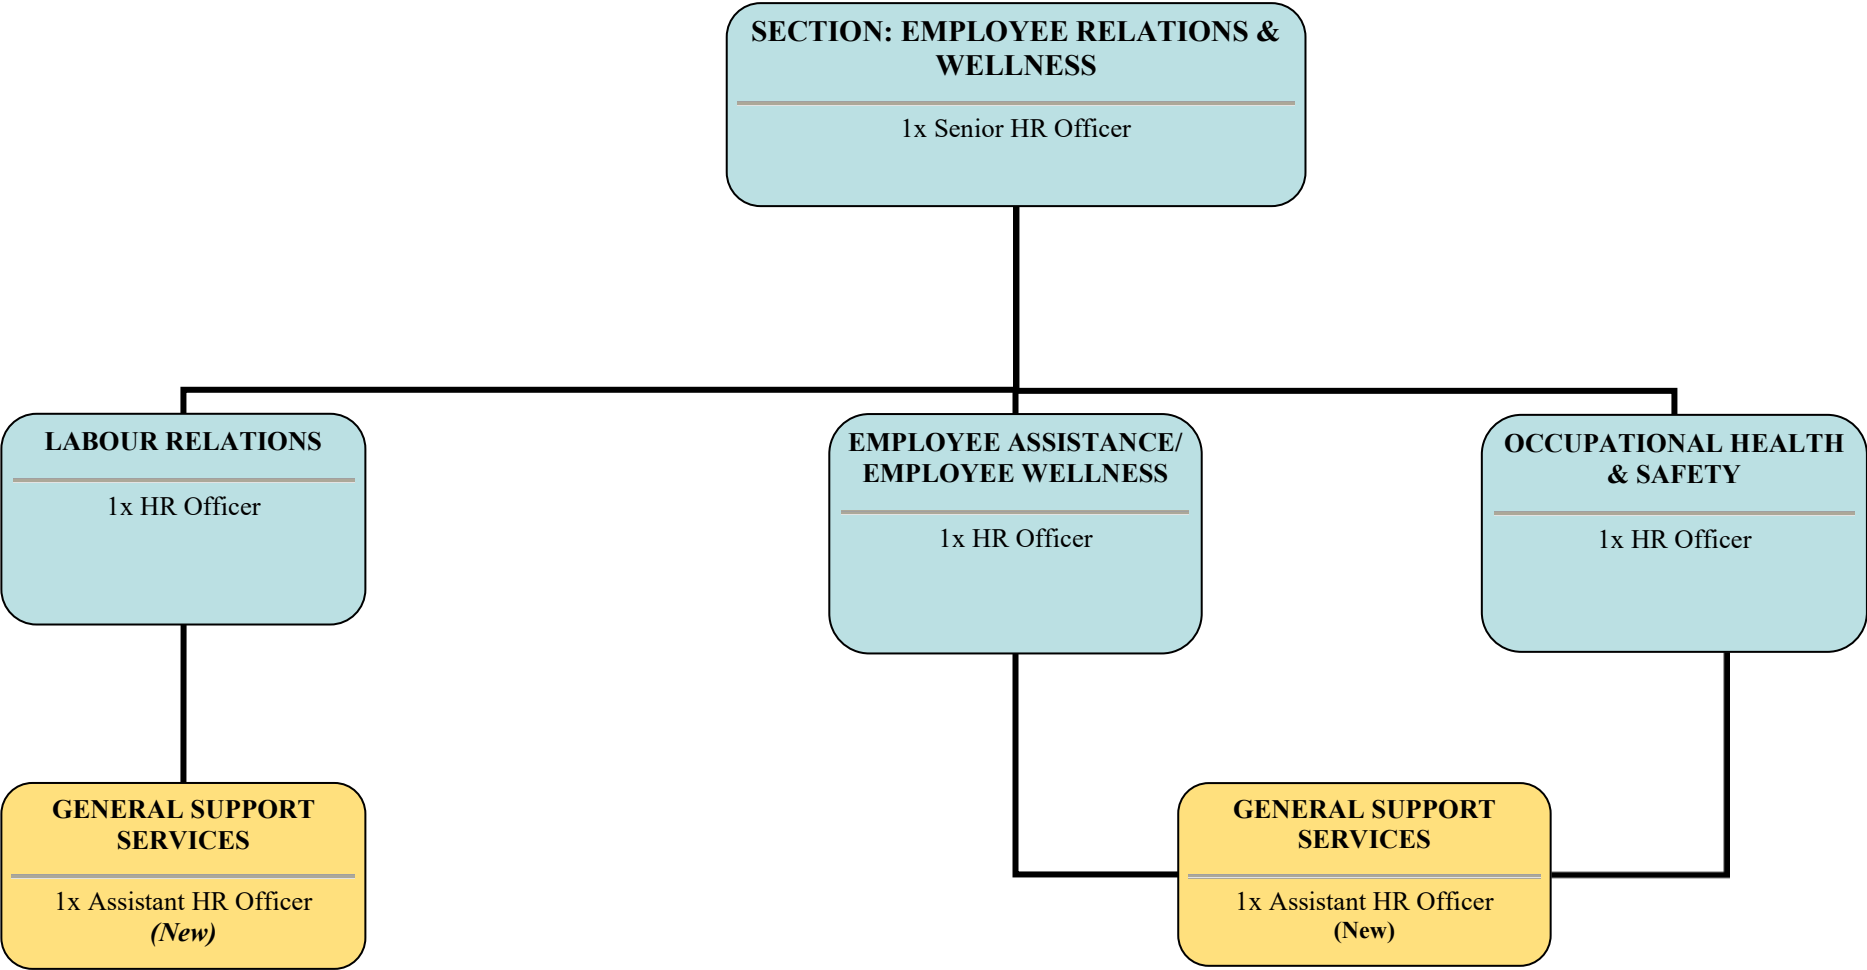 SECTION: EMPLOYEE RELATIONS &
WELLNESS
1x Senior HR Officer
LABOUR RELATIONS
1x HR Officer
EMPLOYEE ASSISTANCE/
EMPLOYEE WELLNESS
1x HR Officer
OCCUPATIONAL HEALTH
& SAFETY
1x HR Officer
GENERAL SUPPORT
SERVICES
1x Assistant HR Officer
(New)
GENERAL SUPPORT
SERVICES
1x Assistant HR Officer
(New)